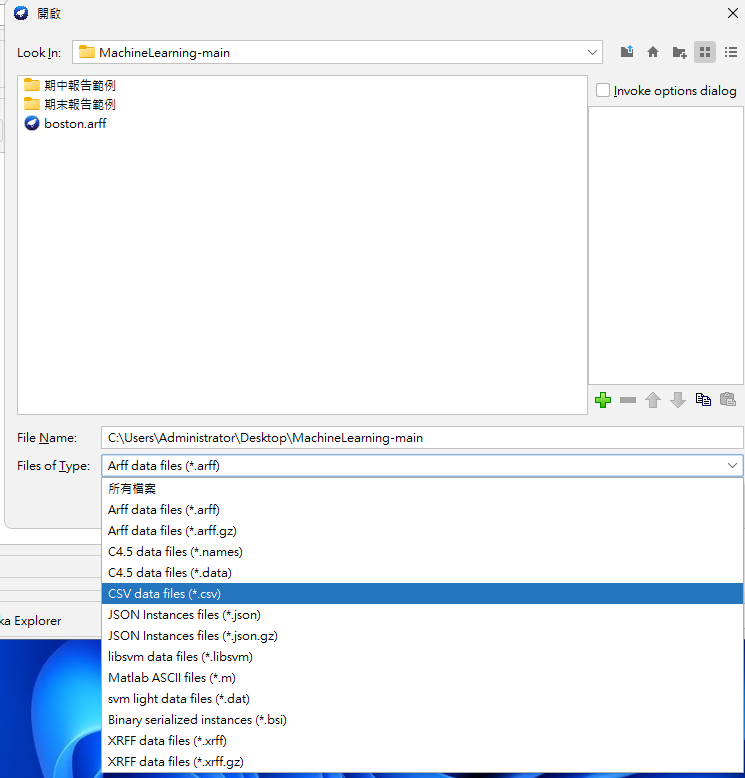 開啟
Look In: MachineLearning-main
期中報告範例
期末報告範例
boston.arff
Invoke options dialog
File Name: C:\Users\Administrator\Desktop\MachineLearning-main
Files of Type: Arff data files (*.arff)
所有檔案
Arff data files (*.arff)
Arff data files (*.arff.gz)
C4.5 data files (*.names)
C4.5 data files (*.data)
CSV data files (*.csv)
JSON Instances files (*.json)
ka Explorer
JSON Instances files (*.json.gz)
libsvm data files (*.libsvm)
Matlab ASCII files (*.m)
svm light data files (*.dat)
Binary serialized instances (*.bsi)
XRFF data files (*.xrff)
XRFF data files (*.xrff.gz)